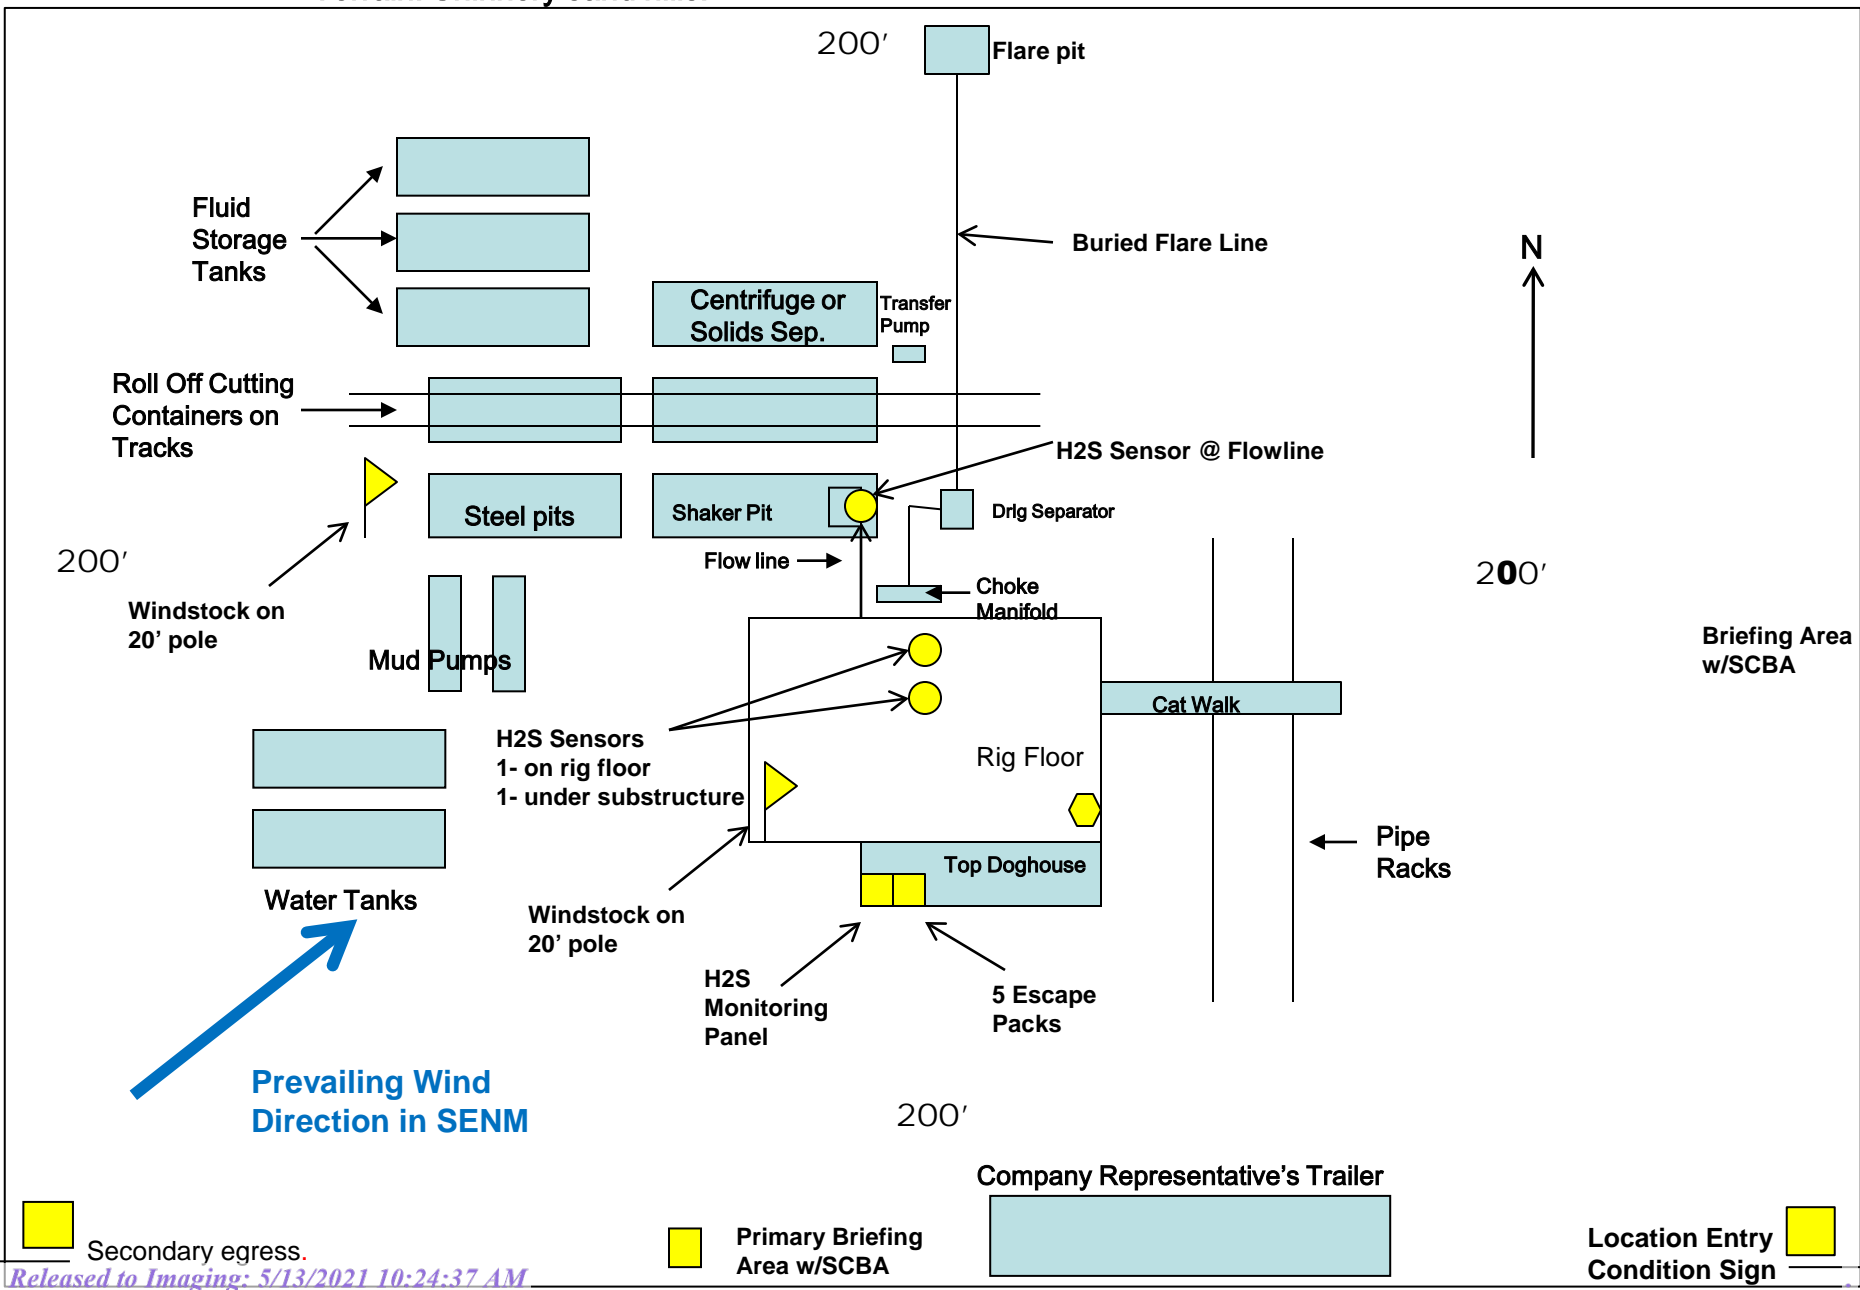 200'
Flare pit
Fluid
Storage
Tanks
Buried Flare Line
N
Centrifuge or
Solids Sep.
Transfer
Pump
Roll Off Cutting
Containers on
Tracks
H2S Sensor @ Flowline
Steel pits
Shaker Pit
Drlg Separator
200'
Flow line
200'
Choke
Manifold
Windstock on
20' pole
Briefing Area
w/SCBA
Mud Pumps
Cat Walk
H2S Sensors
1- on rig floor
1- under substructure
Rig Floor
Pipe
Racks
Top Doghouse
Water Tanks
Windstock on
20' pole
H2S
Monitoring
Panel
5 Escape
Packs
Prevailing Wind
Direction in SENM
200'
Company Representative's Trailer
Secondary egress.
Primary Briefing
Area w/SCBA
Location Entry
Condition Sign
Released to Imaging: 5/13/2021 10:24:37 AM